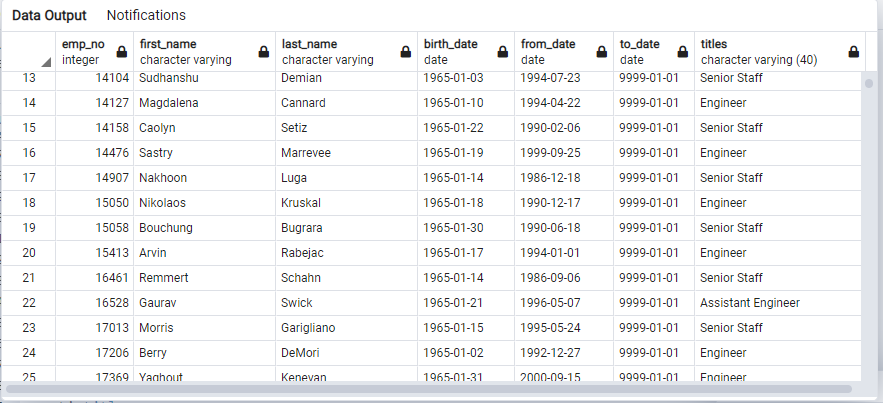 Data Output Notifications
emp_no first_name last_name birth_date from_date to_date titles
integer character varying character varying date date date character varying (40)
13 14104 Sudhanshu Demian 1965-01-03 1994-07-23 9999-01-01 Senior Staff
14 14127 Magdalena Cannard 1965-01-10 1994-04-22 9999-01-01 Engineer
15 14158 Caolyn Setiz 1965-01-22 1990-02-06 9999-01-01 Senior Staff
16 14476 Sastry Marrevee 1965-01-19 1999-09-25 9999-01-01 Engineer
17 14907 Nakhoon Luga 1965-01-14 1986-12-18 9999-01-01 Senior Staff
18 15050 Nikolaos Kruskal 1965-01-18 1990-12-17 9999-01-01 Engineer
19 15058 Bouchung Bugrara 1965-01-30 1990-06-18 9999-01-01 Senior Staff
20 15413 Arvin Rabejac 1965-01-17 1994-01-01 9999-01-01 Engineer
21 16461 Remmert Schahn 1965-01-14 1986-09-06 9999-01-01 Senior Staff
22 16528 Gaurav Swick 1965-01-21 1996-05-07 9999-01-01 Assistant Engineer
23 17013 Morris Garigliano 1965-01-15 1995-05-24 9999-01-01 Senior Staff
24 17206 Berry DeMori 1965-01-02 1992-12-27 9999-01-01 Engineer
25 17369 Yaghout Kenevan 1965-01-31 2000-09-15 9999-01-01 Engineer